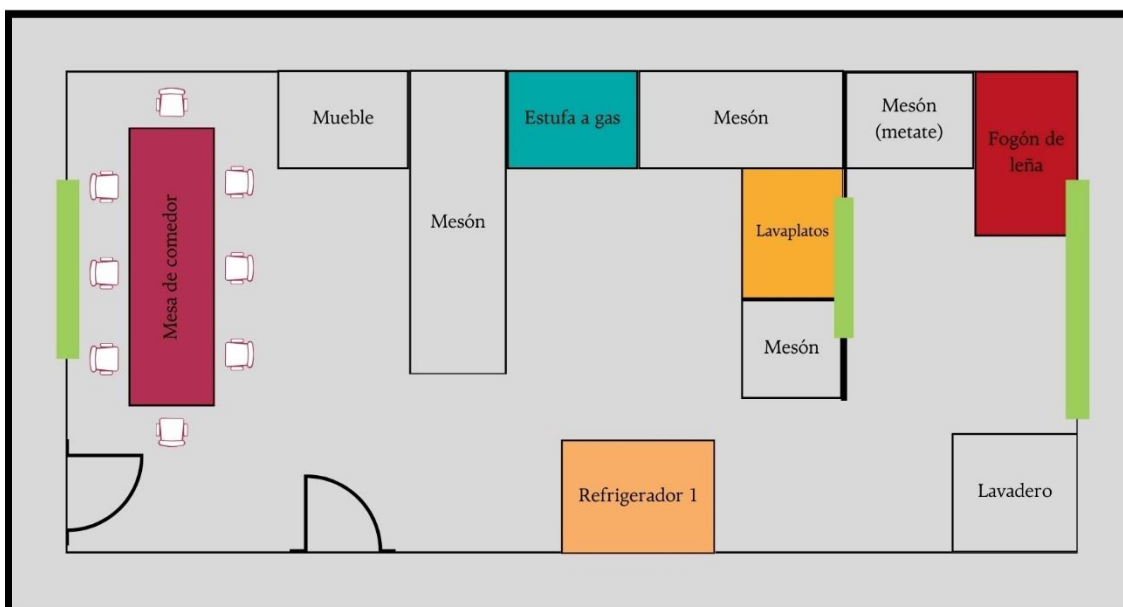 Mueble
Estufa a gas
Mesón
Mesón
(metate)
Fogón de
leña
Mesa de comedor
Mesón
Lavaplatos
Mesón
Refrigerador 1
Lavadero